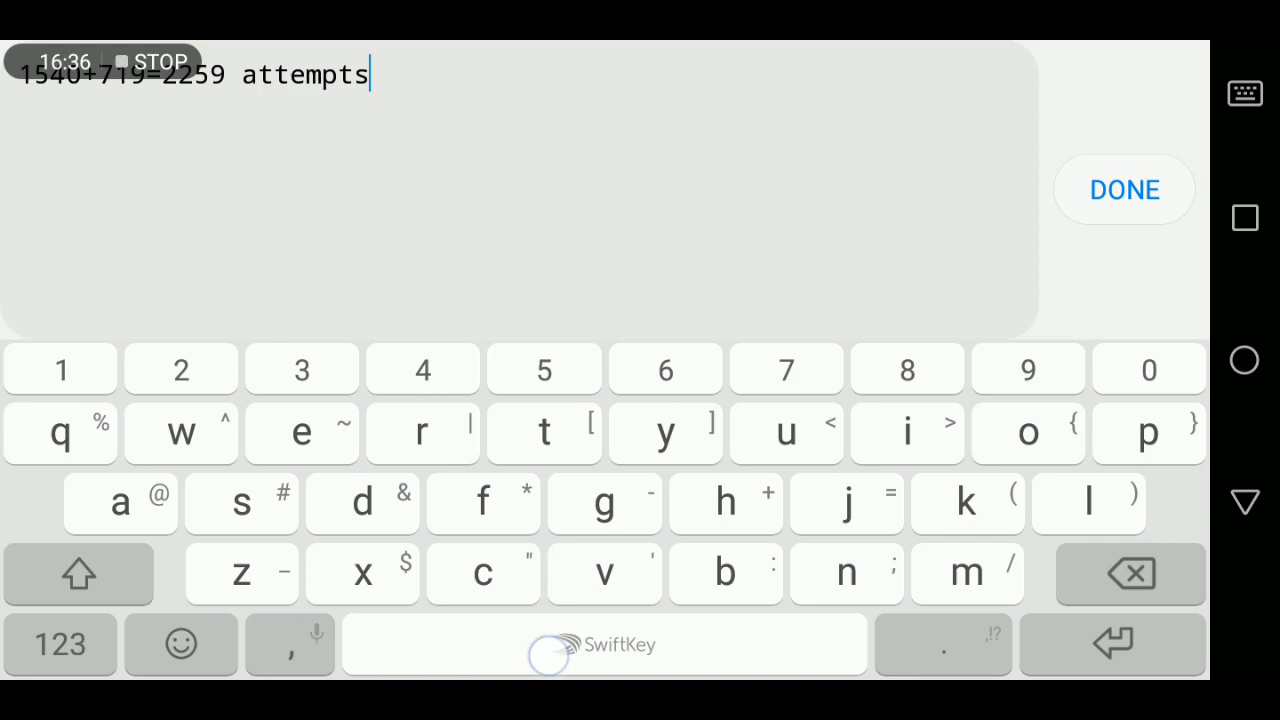 16:36 STOP
1540+719=2259 attempts
DONE
1 2 3 4 5 6 7 8 9 0
q % w ^ e ~ r | t [ y ] u < i > o { p }
a @ s # d & f * g - h + j = k ( l )
z _ x $ c " v ' b : n ; m /
123 , SwiftKey . ,!?